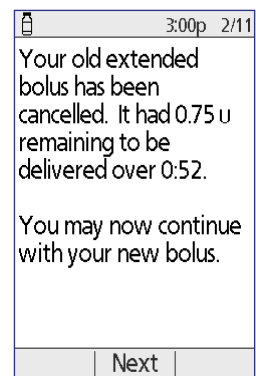 3:00p 2/11
Your old extended
bolus has been
cancelled. It had 0.75 u
remaining to be
delivered over 0:52.
You may now continue
with your new bolus.
Next